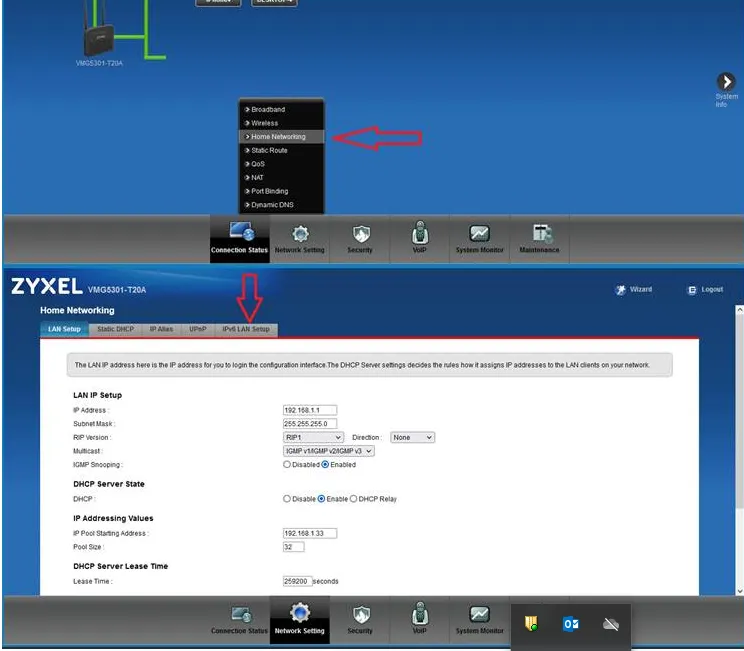 VMG5301-T20A
System
Info
Broadband
Wireless
Home Networking
Static Route
QoS
NAT
Port Binding
Dynamic DNS
Connection Status Network Setting Security VoIP System Monitor Maintenance
ZYXEL VMG5301-T20A
Wizard Logout
Home Networking
LAN Setup Static DHCP IP Alias UPnP IPv6 LAN Setup
The LAN IP address here is the IP address for you to login the configuration interface.The DHCP Server settings decides the rules how it assigns IP addresses to the LAN clients on your network.
LAN IP Setup
IP Address : 192.168.1.1
Subnet Mask : 255.255.255.0
RIP Version : RIP1 Direction : None
Multicast : IGMP v1/IGMP v2/IGMP v3
IGMP Snooping : Disabled Enabled
DHCP Server State
DHCP : Disable Enable DHCP Relay
IP Addressing Values
IP Pool Starting Address : 192.168.1.33
Pool Size : 32
DHCP Server Lease Time
Lease Time : 259200 seconds
Connection Status Network Setting Security VoIP System Monitor